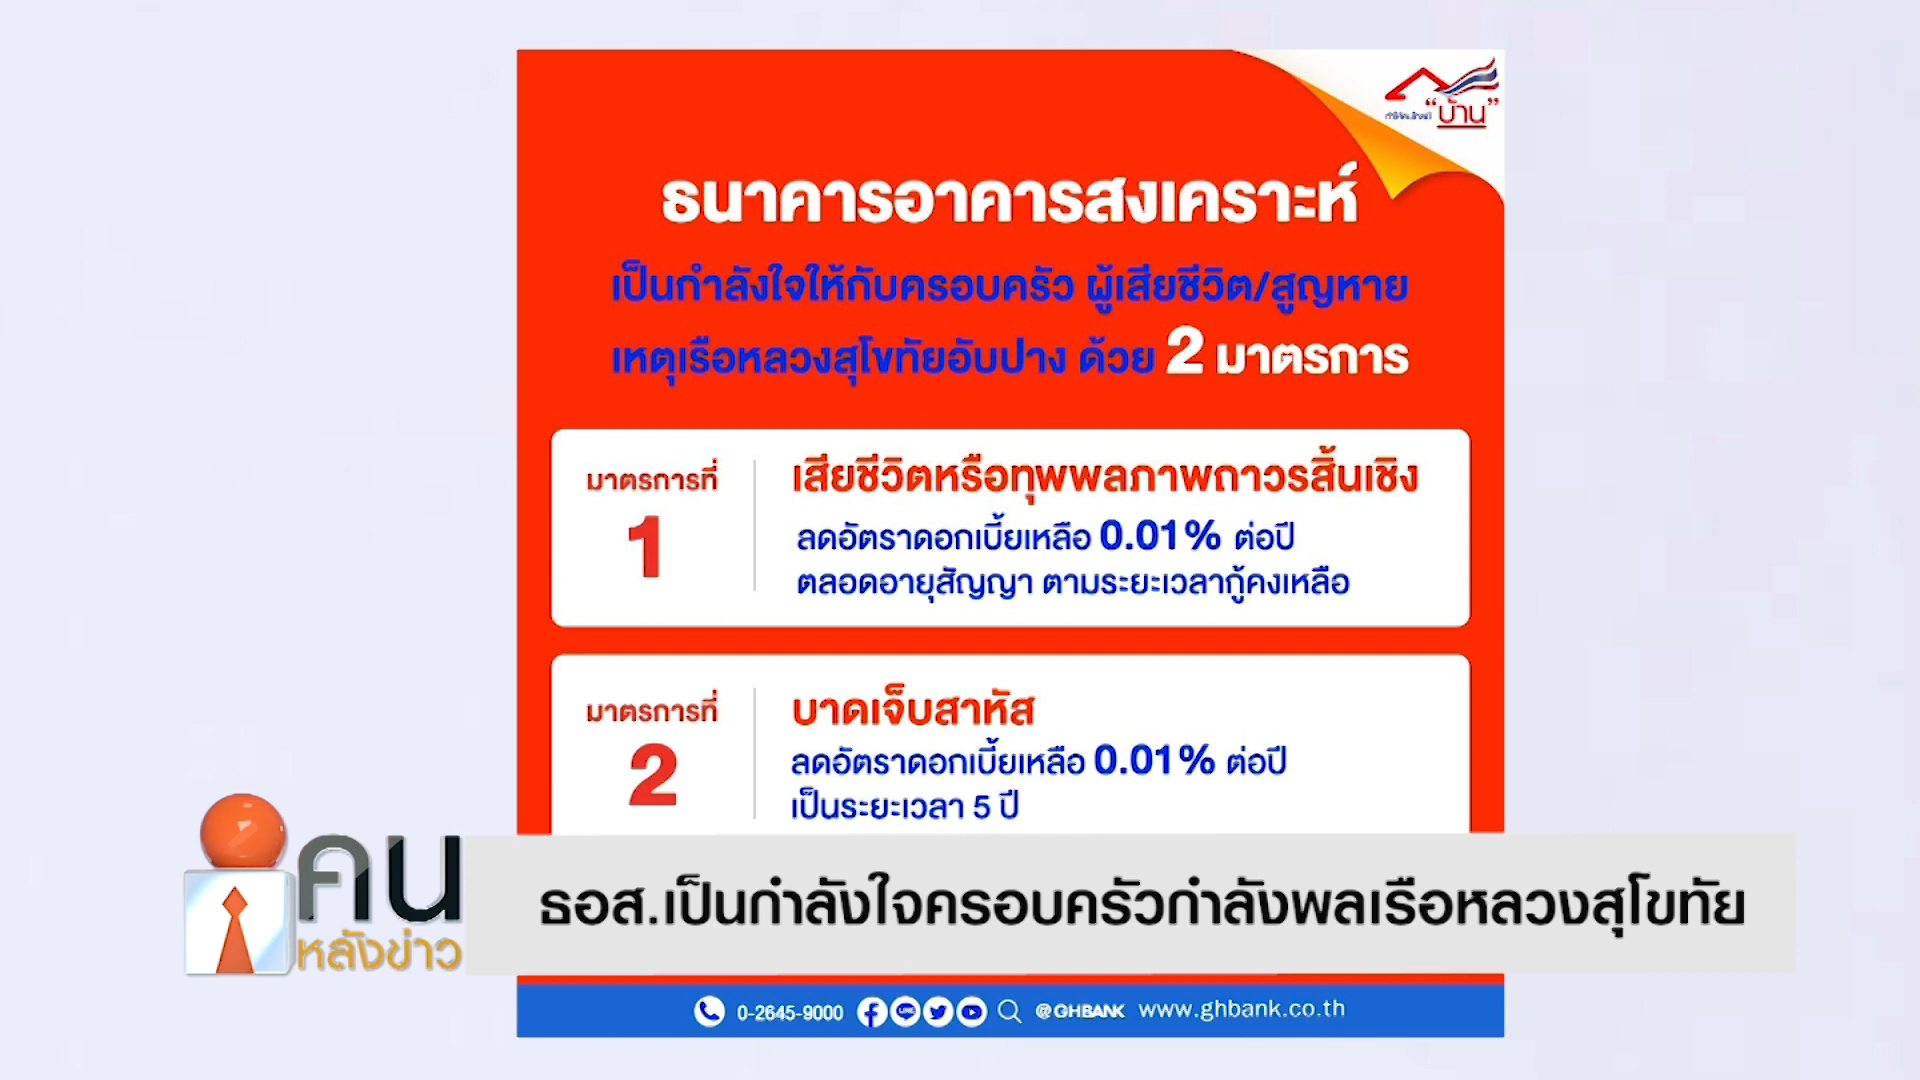 "บ้าน"
ธนาคารอาคารสงเคราะห์
เป็นกำลังใจให้กับครอบครัว ผู้เสียชีวิต/สูญหาย
เหตุเรือหลวงสุโขทัยอับปาง ด้วย 2 มาตรการ
มาตรการที่
1
เสียชีวิตหรือทุพพลภาพถาวรสิ้นเชิง
ลดอัตราดอกเบี้ยเหลือ 0.01% ต่อปี
ตลอดอายุสัญญา ตามระยะเวลากู้คงเหลือ
มาตรการที่
2
บาดเจ็บสาหัส
ลดอัตราดอกเบี้ยเหลือ 0.01% ต่อปี
เป็นระยะเวลา 5 ปี
คน
หลังข่าว
ธอส.เป็นกำลังใจครอบครัวกำลังพลเรือหลวงสุโขทัย
0-2645-9000 LINE @GHBANK www.ghbank.co.th